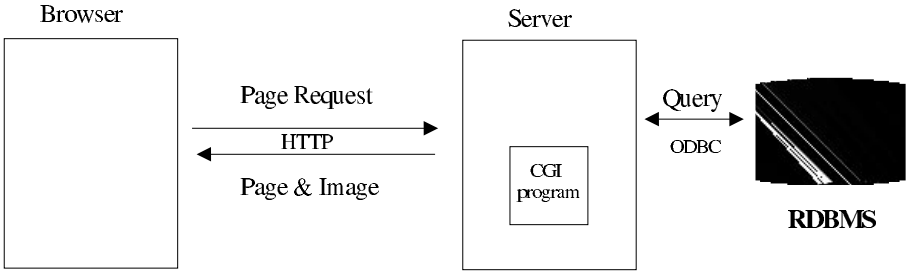 Browser
Server
Page Request
HTTP
Page & Image
CGI
program
Query
ODBC
RDBMS